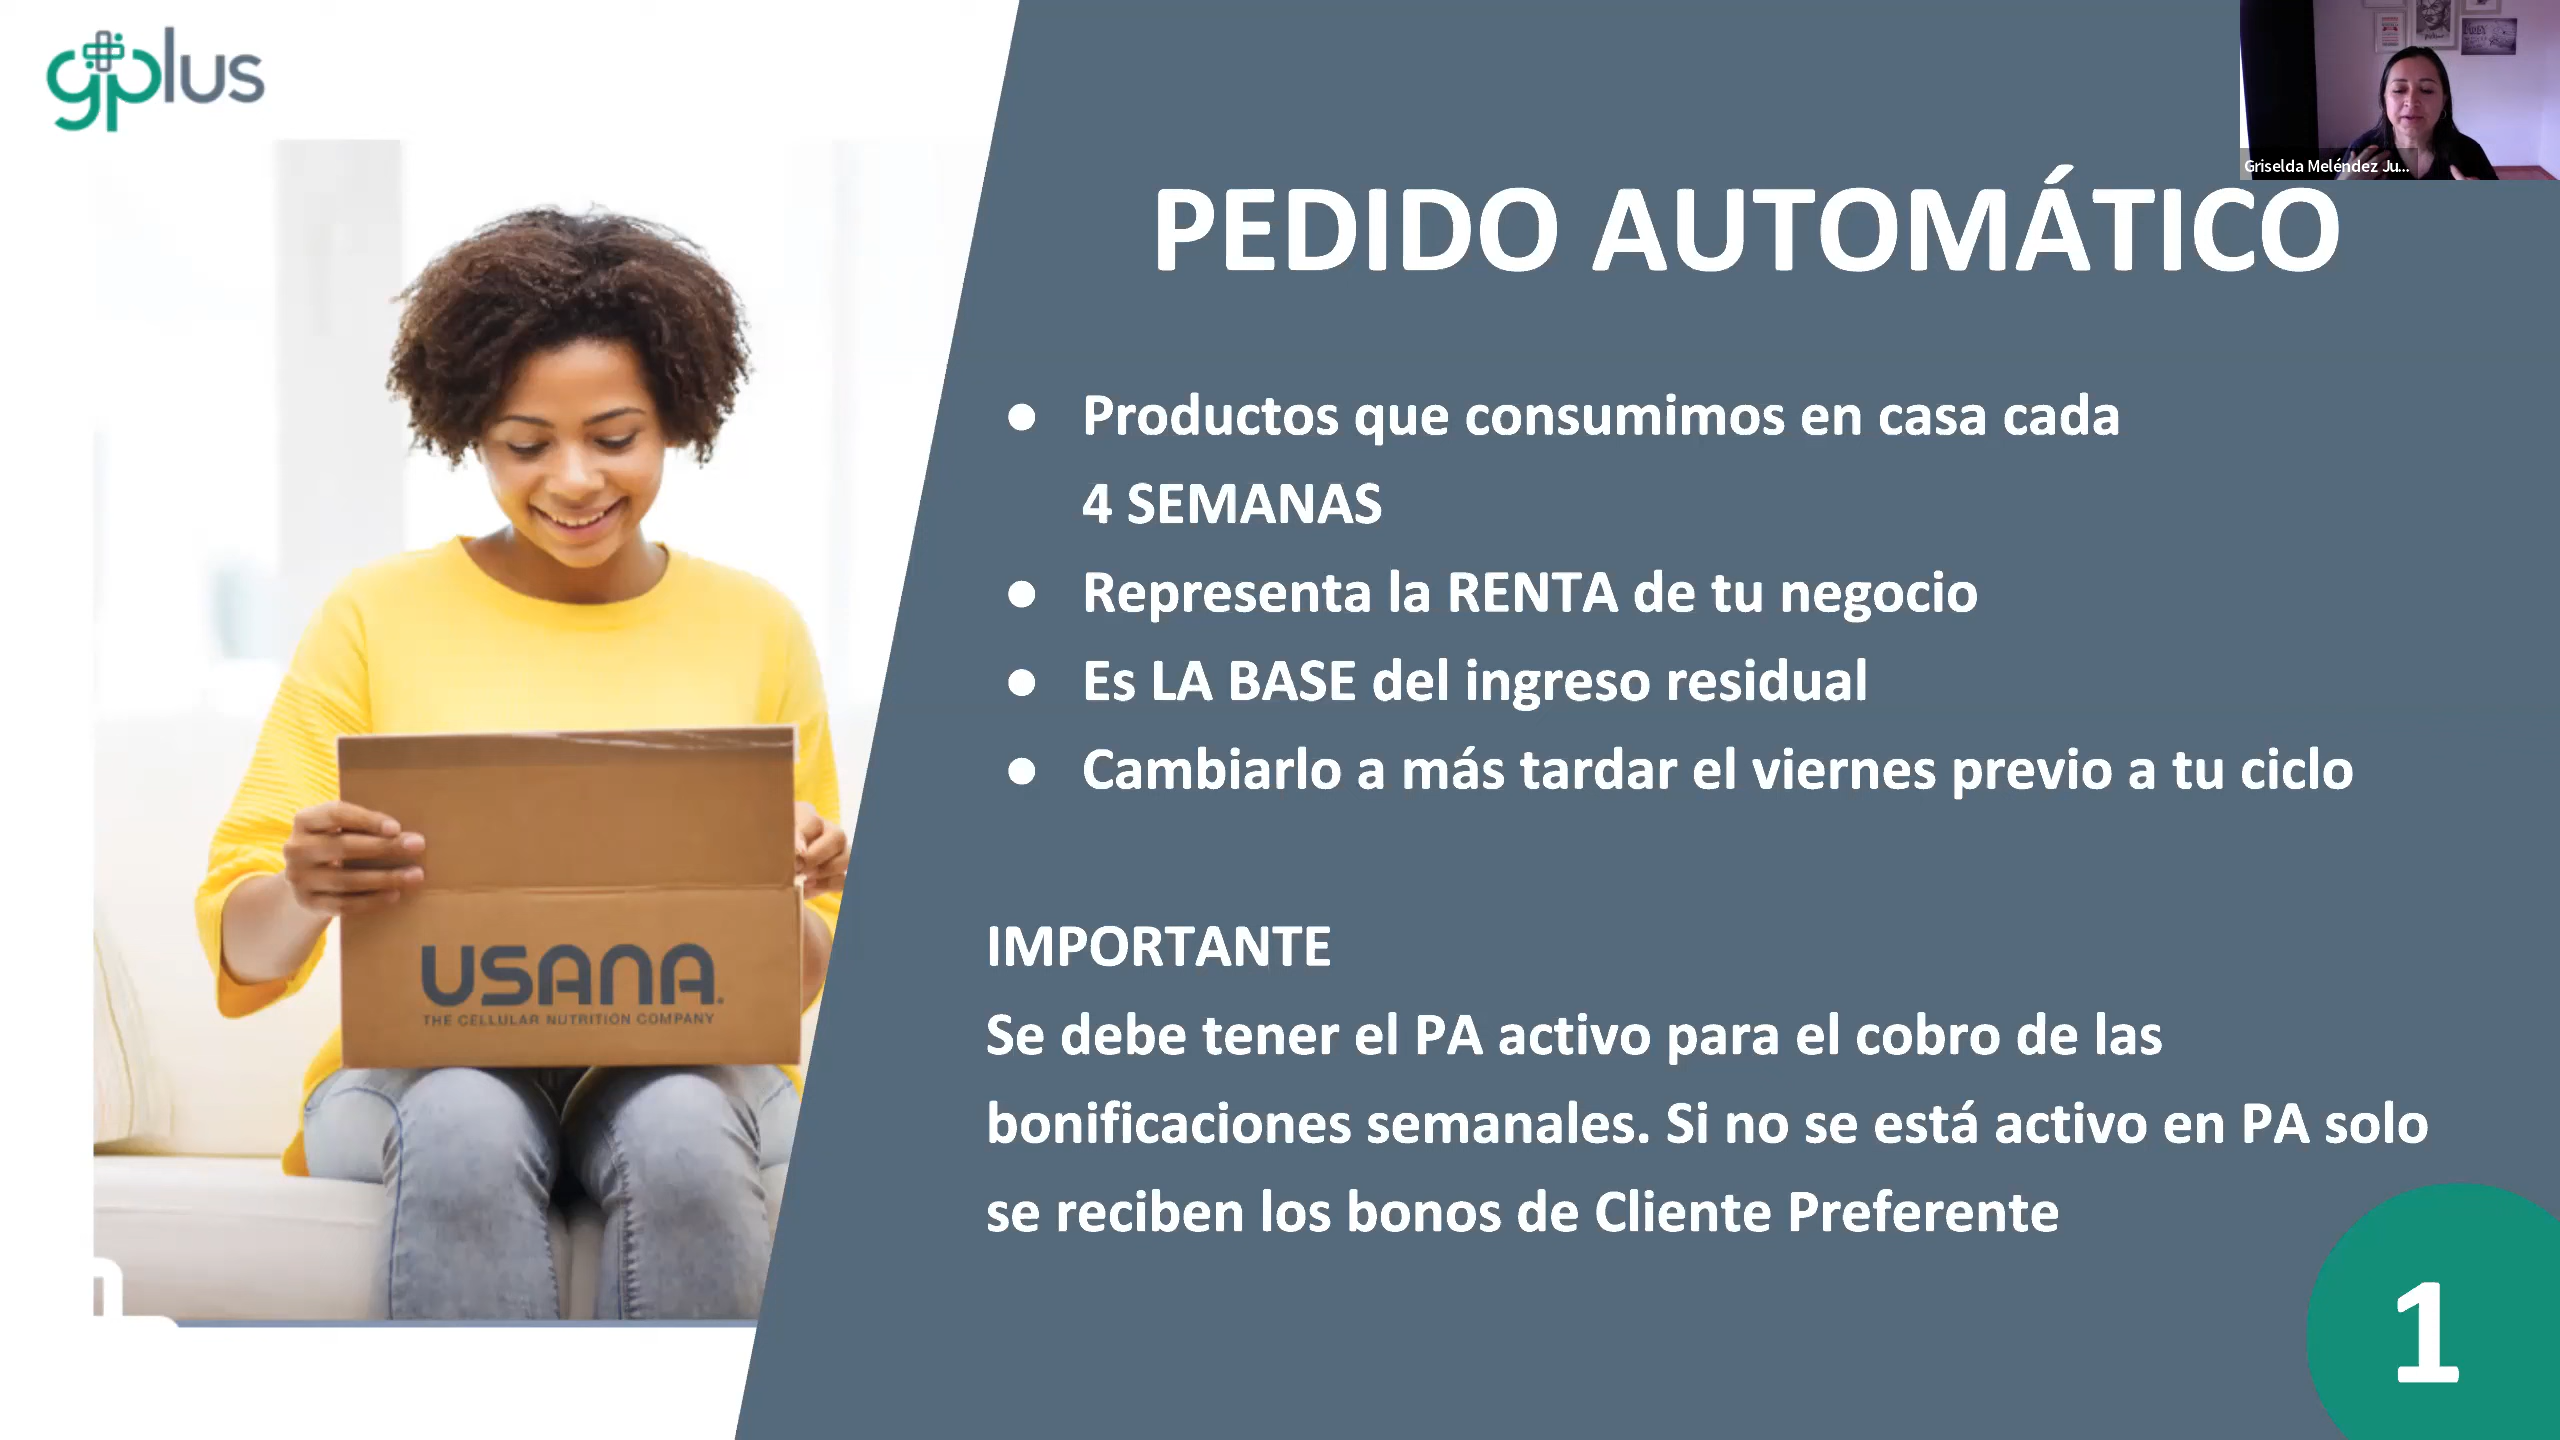 gplus
Griselda Meléndez Ju...
PEDIDO AUTOMÁTICO
● Productos que consumimos en casa cada
4 SEMANAS
● Representa la RENTA de tu negocio
● Es LA BASE del ingreso residual
● Cambiarlo a más tardar el viernes previo a tu ciclo
IMPORTANTE
Se debe tener el PA activo para el cobro de las
bonificaciones semanales. Si no se está activo en PA solo
se reciben los bonos de Cliente Preferente
USANA.
THE CELLULAR NUTRITION COMPANY
1